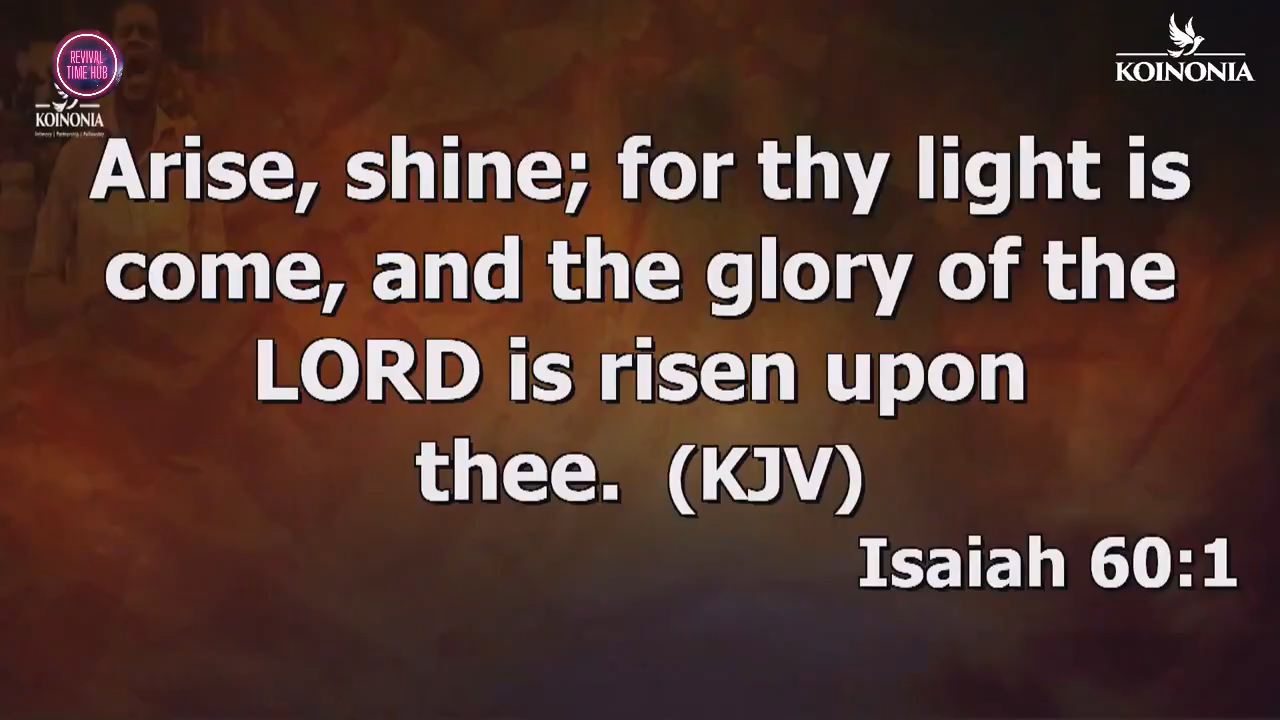 REVIVAL
TIME HUB
KOINONIA
KOINONIA
Arise, shine; for thy light is
come, and the glory of the
LORD is risen upon
thee. (KJV)
Isaiah 60:1